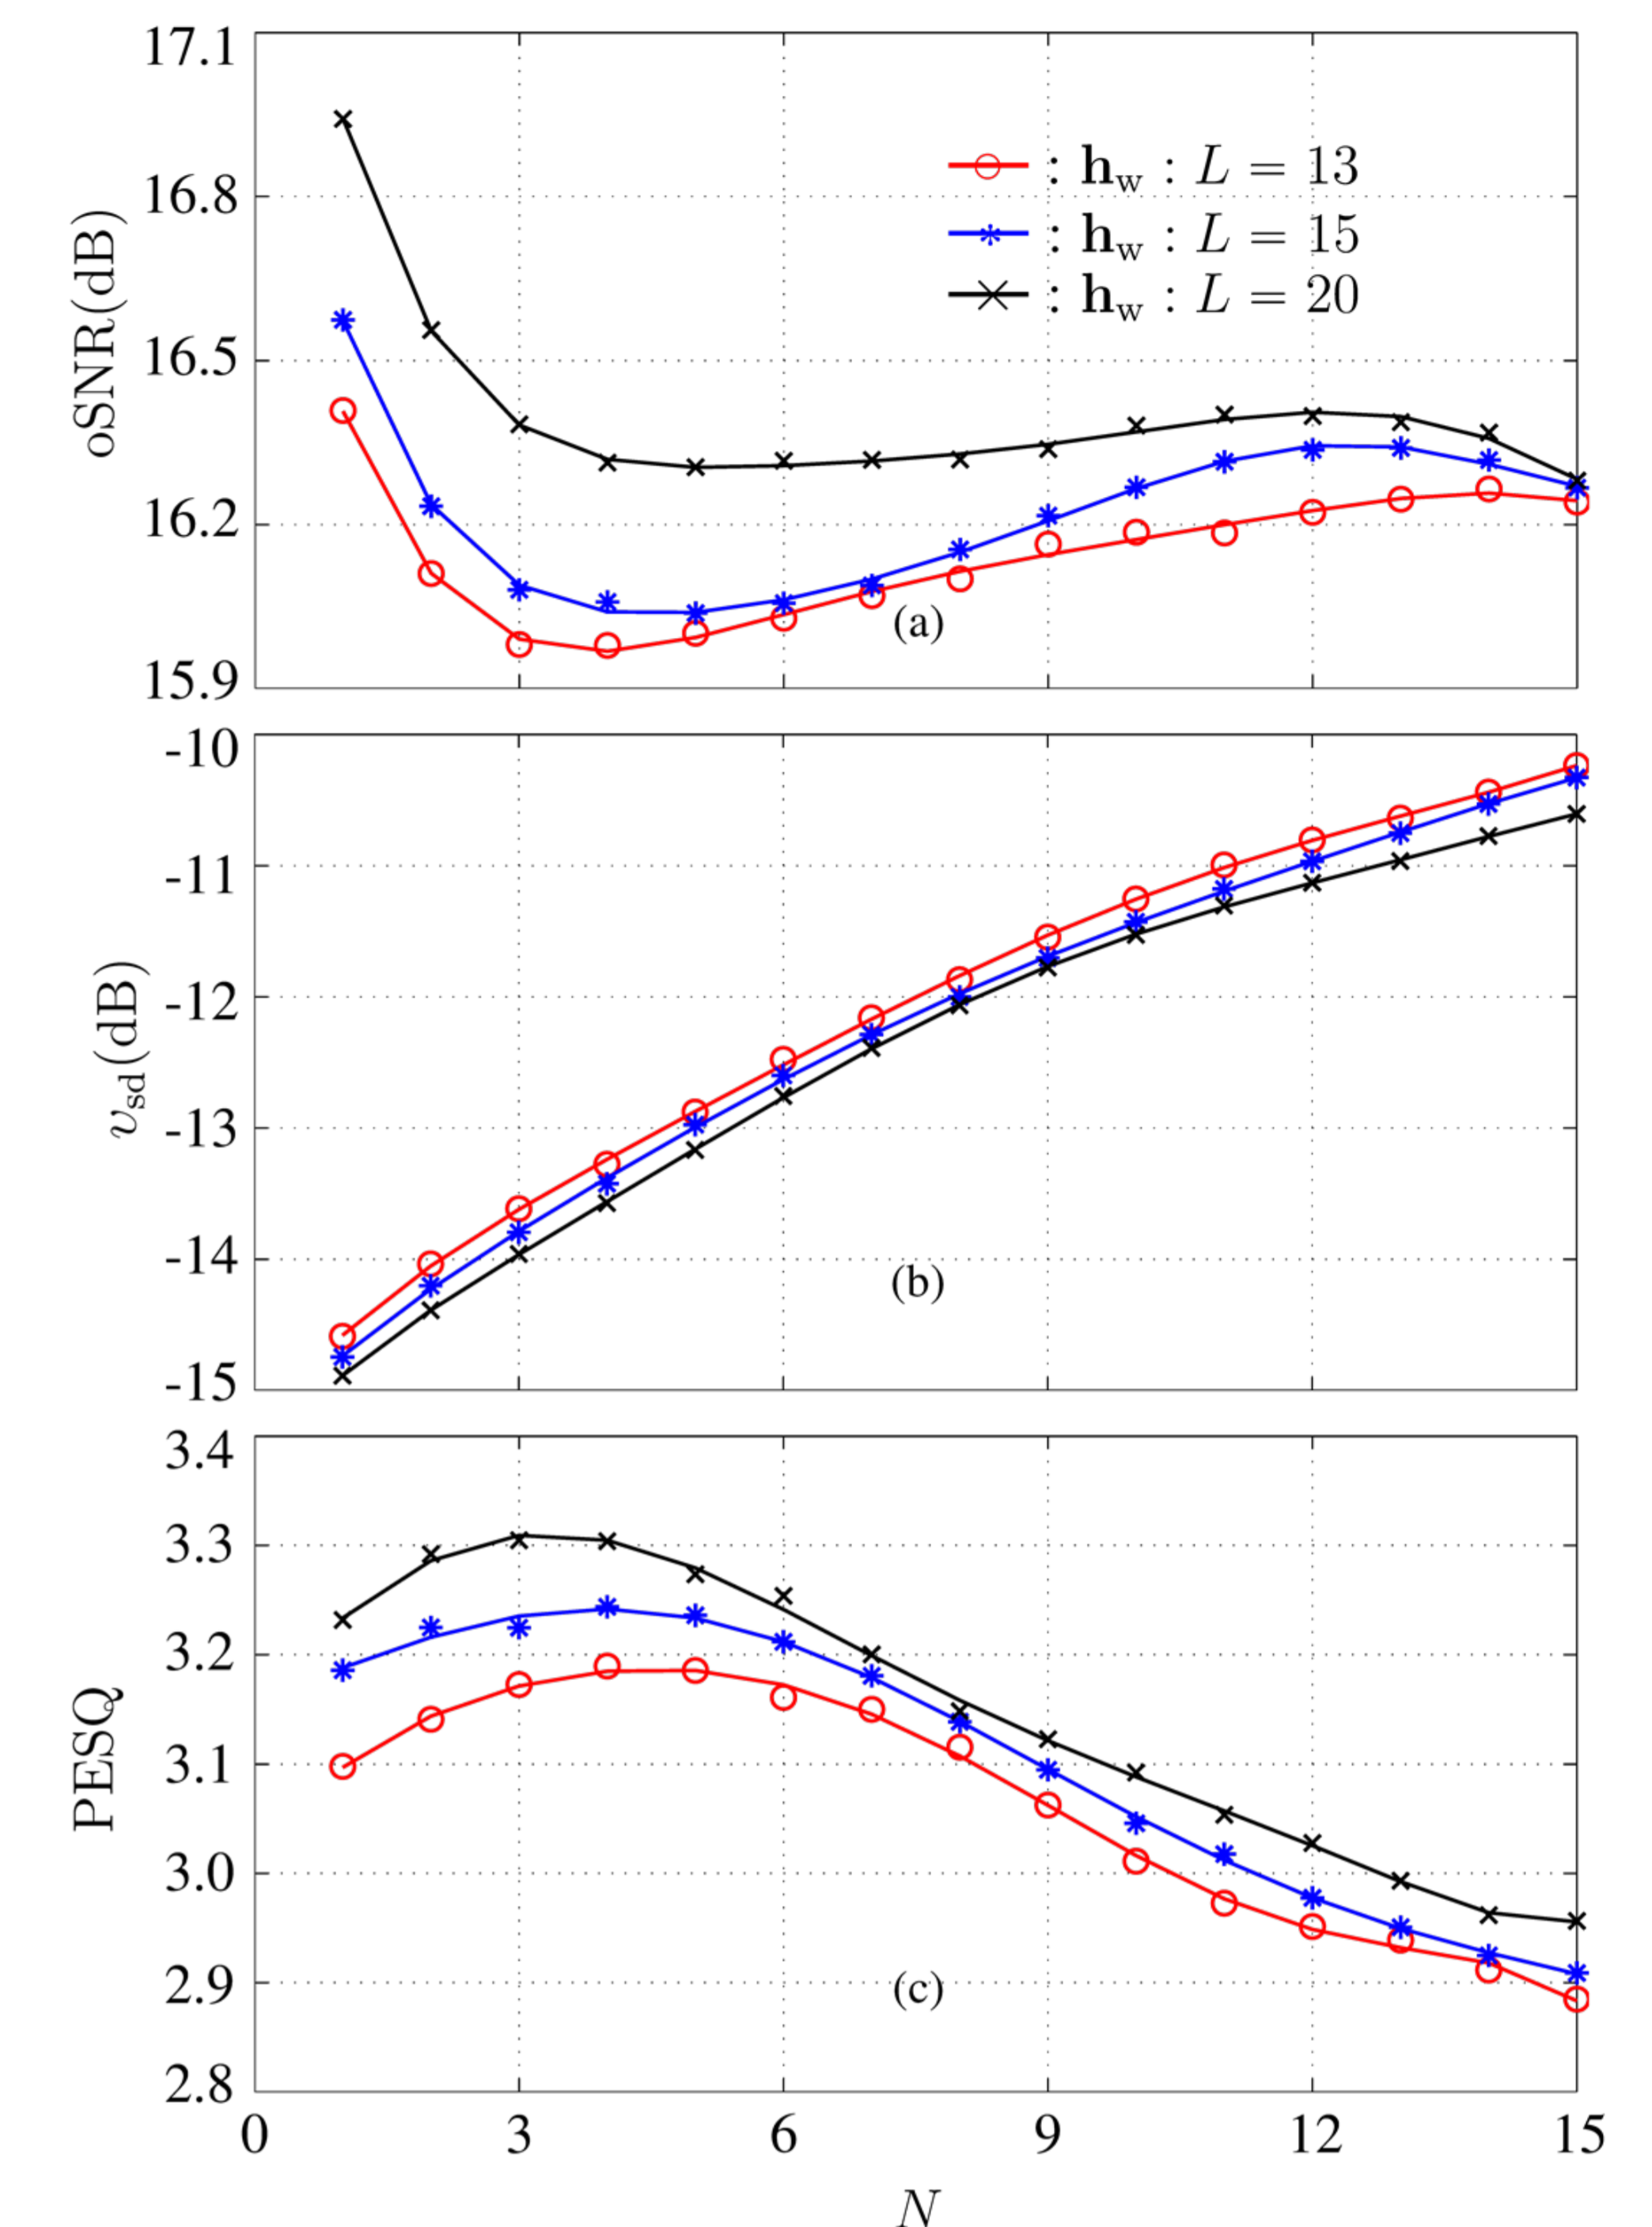 17.1
16.8
16.5
16.2
15.9
oSNR(dB)
: h_w : L = 13
: h_w : L = 15
: h_w : L = 20
(a)
-10
-11
-12
-13
-14
-15
υ_sd(dB)
(b)
3.4
3.3
3.2
3.1
3.0
2.9
2.8
PESQ
(c)
0 3 6 9 12 15
N